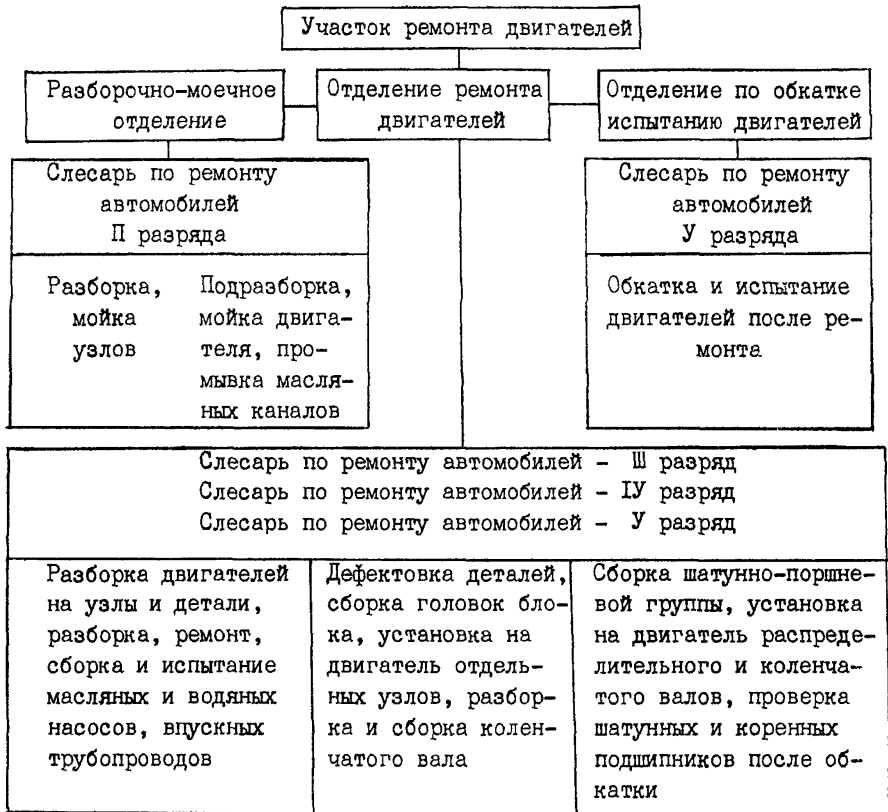 Участок ремонта двигателей
Разборочно-моечное
отделение
Отделение ремонта
двигателей
Отделение по обкатке
испытанию двигателей
Слесарь по ремонту
автомобилей
П разряда
Разборка,
мойка
узлов
Подразборка,
мойка двига-
теля, про-
мывка масля-
ных каналов
Слесарь по ремонту
автомобилей
У разряда
Обкатка и испытание
двигателей после ре-
монта
Слесарь по ремонту автомобилей - Ш разряд
Слесарь по ремонту автомобилей - IУ разряд
Слесарь по ремонту автомобилей - У разряд
Разборка двигателей
на узлы и детали,
разборка, ремонт,
сборка и испытание
масляных и водяных
насосов, впускных
трубопроводов
Дефектовка деталей,
сборка головок бло-
ка, установка на
двигатель отдель-
ных узлов, разбор-
ка и сборка колен-
чатого вала
Сборка шатунно-поршне-
вой группы, установка
на двигатель распреде-
лительного и коленча-
того валов, проверка
шатунных и коренных
подшипников после об-
катки